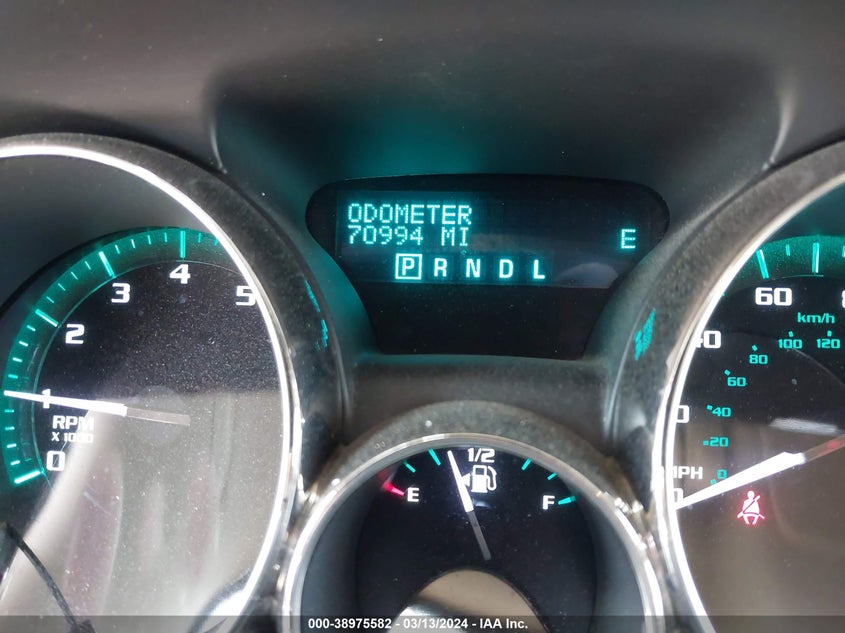 ODOMETER
70994 MI
E
P R N D L
0 1 2 3 4 5
RPM
X 1000
E 1/2 F
60
km/h
40
0
20
40
60
80
100
120
MPH
0
000-38975582 - 03/13/2024 - IAA Inc.